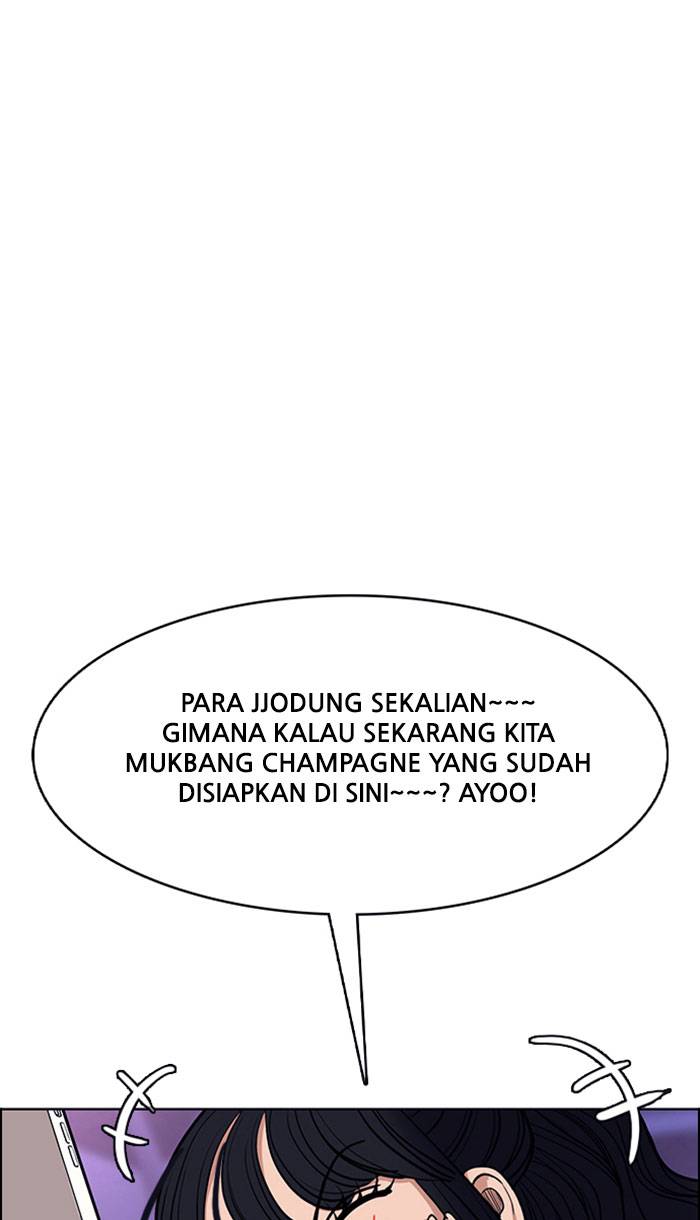 PARA JJODUNG SEKALIAN~~~
GIMANA KALAU SEKARANG KITA
MUKBANG CHAMPAGNE YANG SUDAH
DISIAPKAN DI SINI~~~? AYOO!